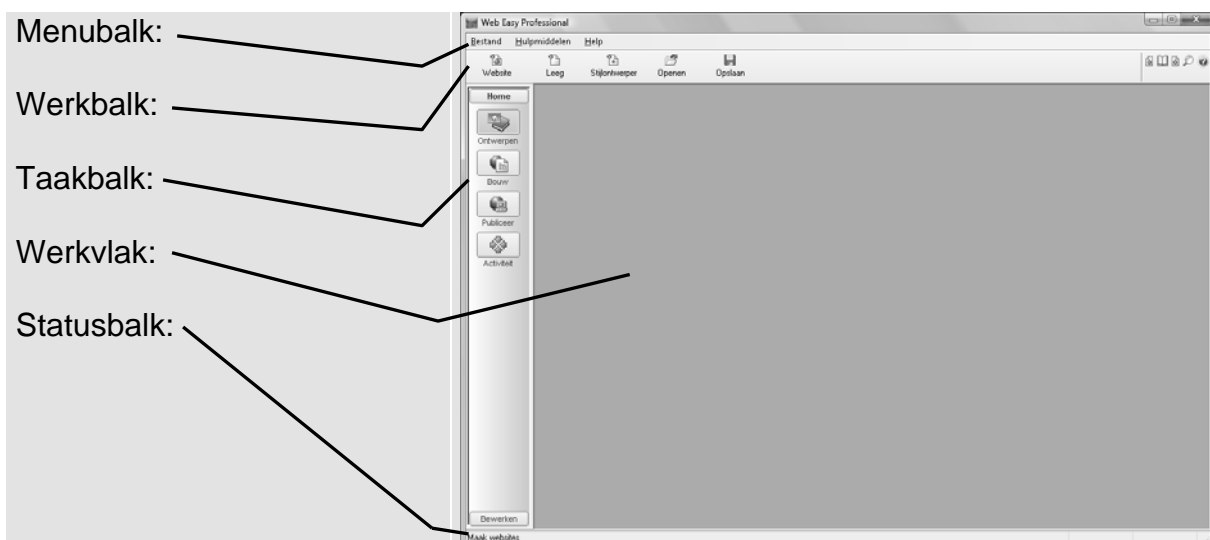 Menubalk:
Werkbalk:
Taakbalk:
Werkvlak:
Statusbalk:
Web Easy Professional
Bestand Hulpmiddelen Help
Website Leeg Stijlontwerper Openen Opslaan
Home
Ontwerpen
Bouw
Publiceer
Activiteit
Bewerken
Maak websites